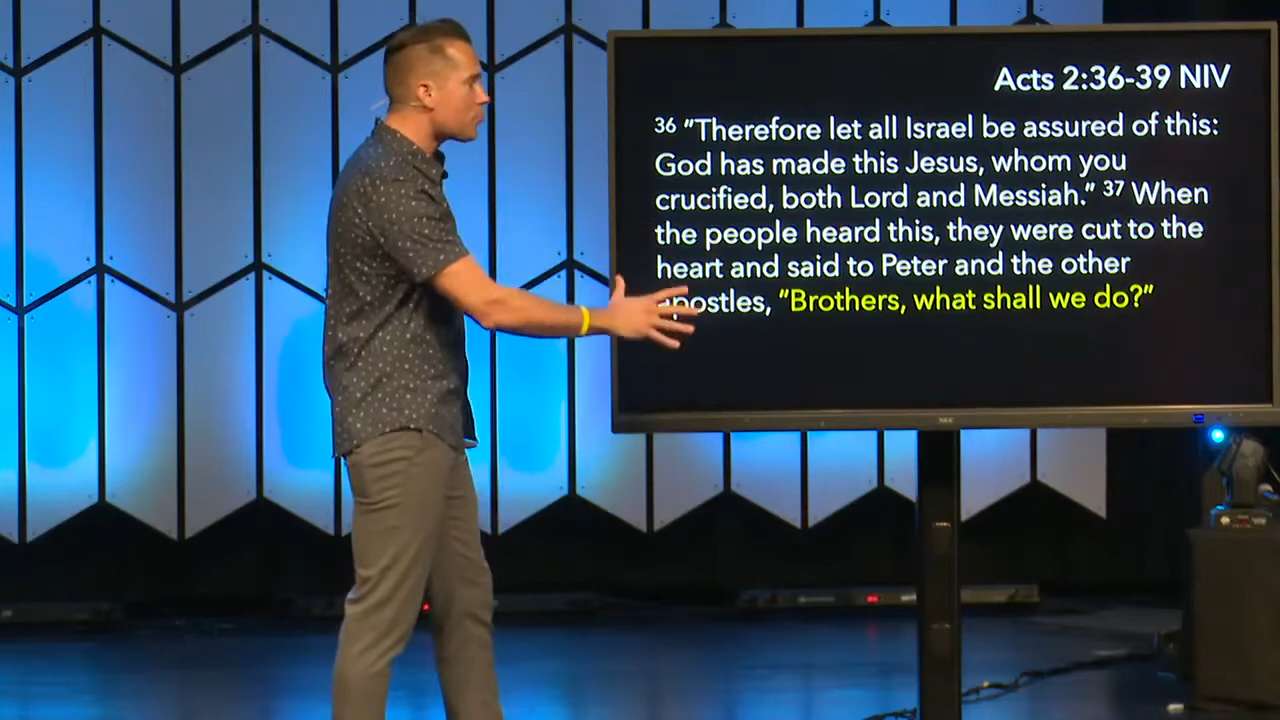 Acts 2:36-39 NIV
36 "Therefore let all Israel be assured of this:
God has made this Jesus, whom you
crucified, both Lord and Messiah." 37 When
the people heard this, they were cut to the
heart and said to Peter and the other
apostles, "Brothers, what shall we do?"
NEC